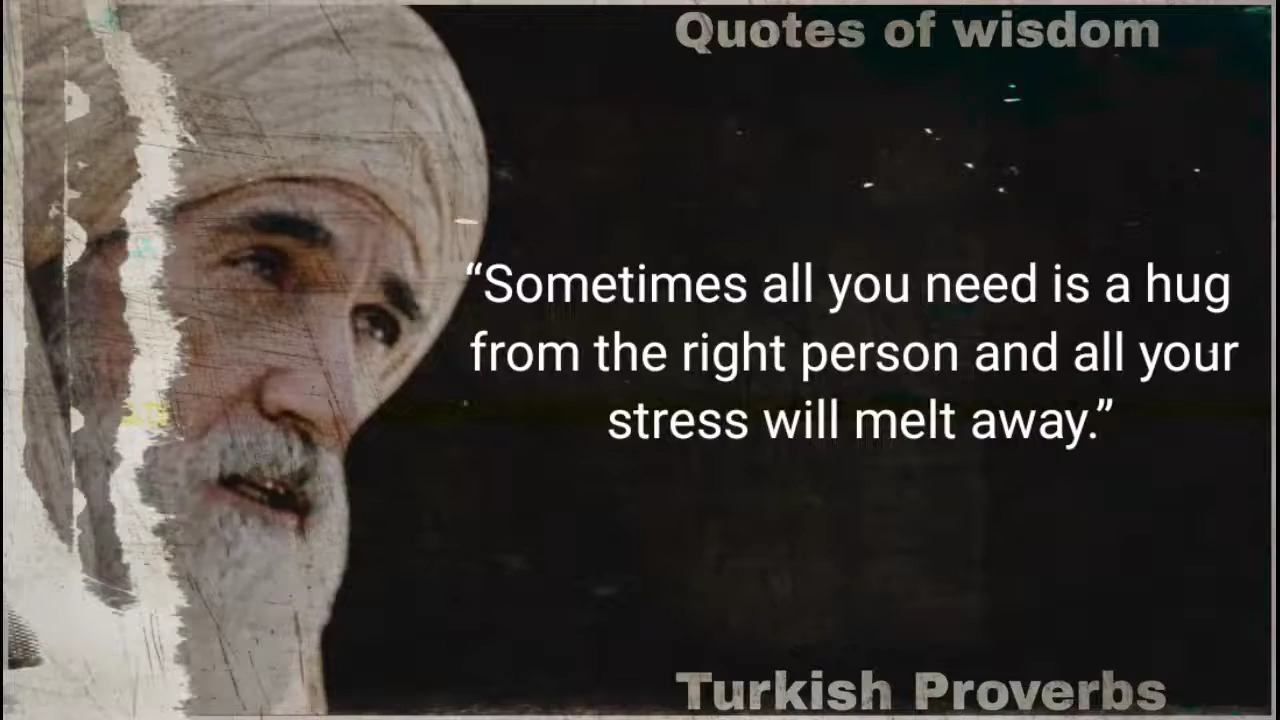 Quotes of wisdom
“Sometimes all you need is a hug
from the right person and all your
stress will melt away.”
Turkish Proverbs